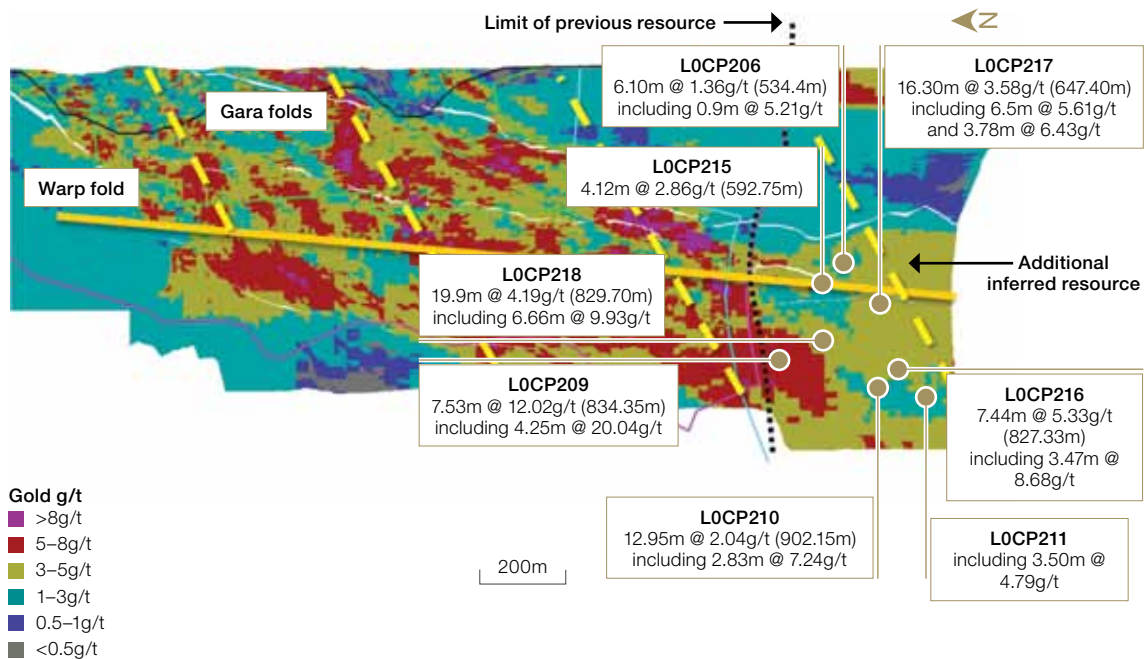 Limit of previous resource
N
L0CP206
6.10m @ 1.36g/t (534.4m)
including 0.9m @ 5.21g/t
L0CP217
16.30m @ 3.58g/t (647.40m)
including 6.5m @ 5.61g/t
and 3.78m @ 6.43g/t
Gara folds
L0CP215
4.12m @ 2.86g/t (592.75m)
Warp fold
L0CP218
19.9m @ 4.19g/t (829.70m)
including 6.66m @ 9.93g/t
Additional
inferred resource
L0CP209
7.53m @ 12.02g/t (834.35m)
including 4.25m @ 20.04g/t
L0CP216
7.44m @ 5.33g/t
(827.33m)
including 3.47m @
8.68g/t
L0CP210
12.95m @ 2.04g/t (902.15m)
including 2.83m @ 7.24g/t
L0CP211
including 3.50m @
4.79g/t
200m
Gold g/t
>8g/t
5–8g/t
3–5g/t
1–3g/t
0.5–1g/t
<0.5g/t